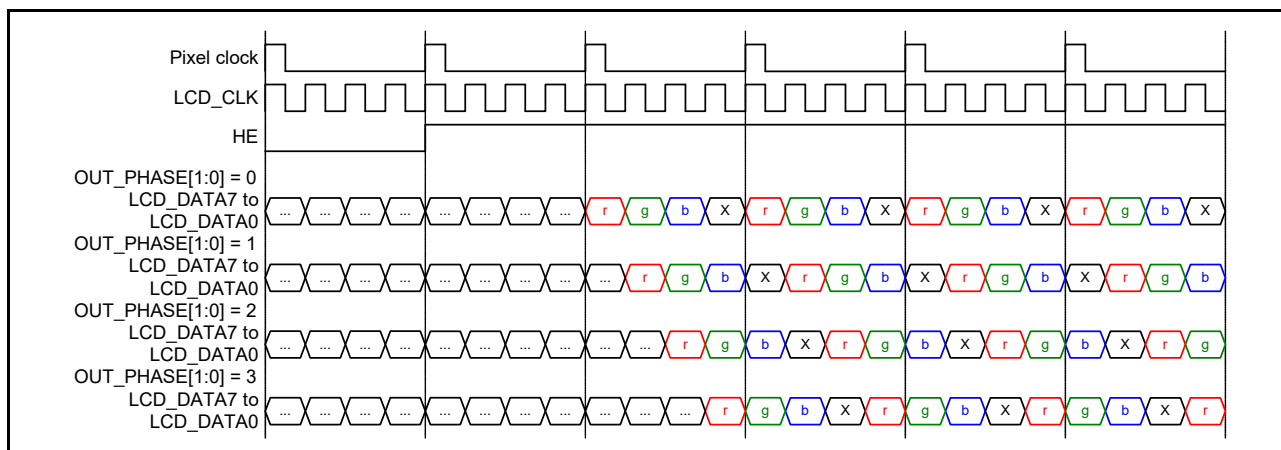 Pixel clock
LCD_CLK
HE
OUT_PHASE[1:0] = 0
LCD_DATA7 to
LCD_DATA0
... ... ... ... ... ... ... ... r g b X r g b X r g b X r g b X
OUT_PHASE[1:0] = 1
LCD_DATA7 to
LCD_DATA0
... ... ... ... ... ... ... ... ... r g b X r g b X r g b X r g b
OUT_PHASE[1:0] = 2
LCD_DATA7 to
LCD_DATA0
... ... ... ... ... ... ... ... ... ... r g b X r g b X r g b X r g
OUT_PHASE[1:0] = 3
LCD_DATA7 to
LCD_DATA0
... ... ... ... ... ... ... ... ... ... ... r g b X r g b X r g b X r